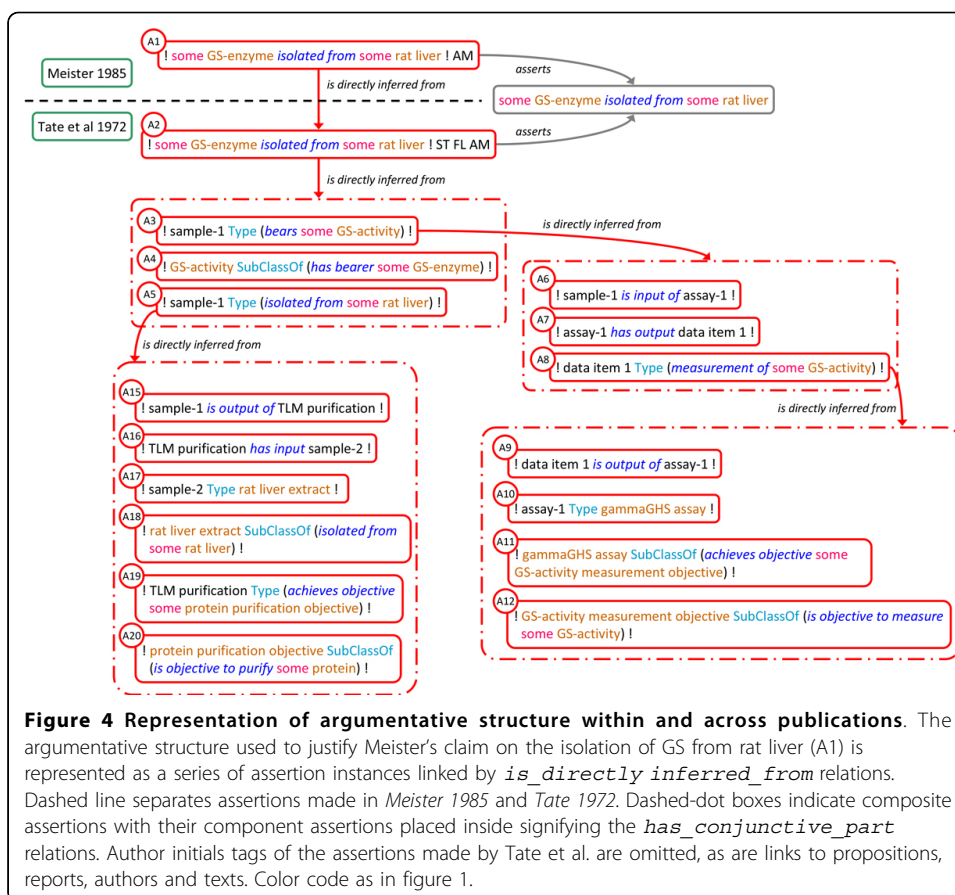 A1
! some GS-enzyme isolated from some rat liver ! AM
asserts
Meister 1985
is directly inferred from
some GS-enzyme isolated from some rat liver
Tate et al 1972
A2
! some GS-enzyme isolated from some rat liver ! ST FL AM
asserts
is directly inferred from
A3
! sample-1 Type (bears some GS-activity) !
is directly inferred from
A4
! GS-activity SubClassOf (has bearer some GS-enzyme) !
A5
! sample-1 Type (isolated from some rat liver) !
A6
! sample-1 is input of assay-1 !
A7
! assay-1 has output data item 1 !
A8
! data item 1 Type (measurement of some GS-activity) !
is directly inferred from
is directly inferred from
A15
! sample-1 is output of TLM purification !
A16
! TLM purification has input sample-2 !
A17
! sample-2 Type rat liver extract !
A18
! rat liver extract SubClassOf (isolated from
some rat liver) !
A19
! TLM purification Type (achieves objective
some protein purification objective) !
A20
! protein purification objective SubClassOf
(is objective to purify some protein) !
A9
! data item 1 is output of assay-1 !
A10
! assay-1 Type gammaGHS assay !
A11
! gammaGHS assay SubClassOf (achieves objective some
GS-activity measurement objective) !
A12
! GS-activity measurement objective SubClassOf (is objective to measure
some GS-activity) !
Figure 4 Representation of argumentative structure within and across publications. The
argumentative structure used to justify Meister's claim on the isolation of GS from rat liver (A1) is
represented as a series of assertion instances linked by is_directly inferred_from relations.
Dashed line separates assertions made in Meister 1985 and Tate 1972. Dashed-dot boxes indicate composite
assertions with their component assertions placed inside signifying the has_conjunctive_part
relations. Author initials tags of the assertions made by Tate et al. are omitted, as are links to propositions,
reports, authors and texts. Color code as in figure 1.